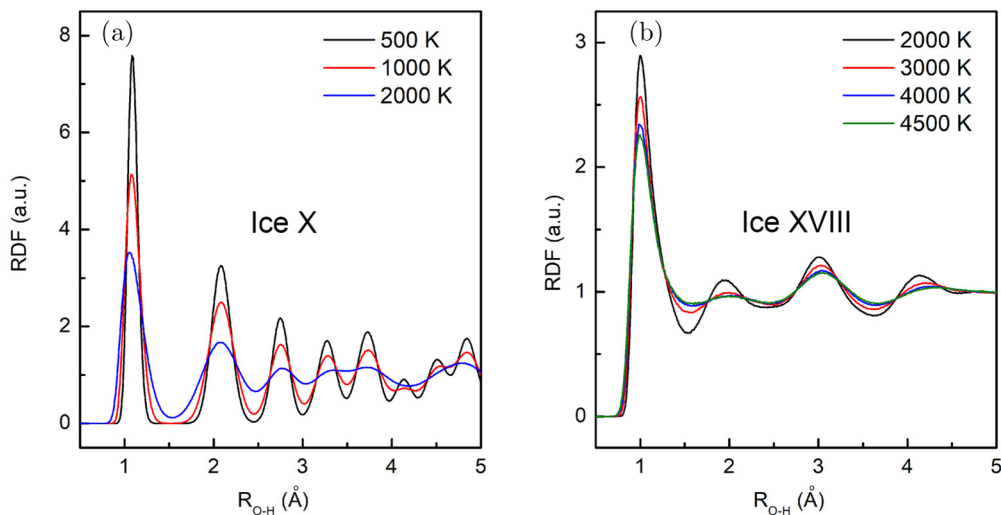 (a)
500 K
1000 K
2000 K
Ice X
RDF (a.u.)
8
6
4
2
0
1 2 3 4 5
R_O-H (Å)
(b)
2000 K
3000 K
4000 K
4500 K
Ice XVIII
RDF (a.u.)
3
2
1
0
1 2 3 4 5
R_O-H (Å)